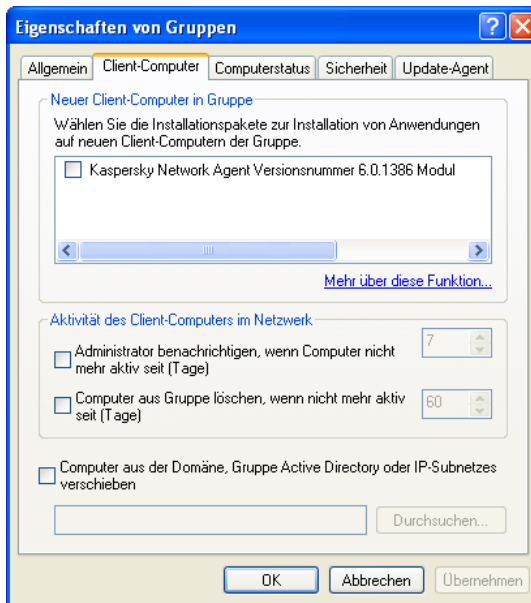 Eigenschaften von Gruppen
Allgemein Client-Computer Computerstatus Sicherheit Update-Agent
Neuer Client-Computer in Gruppe
Wählen Sie die Installationspakete zur Installation von Anwendungen
auf neuen Client-Computern der Gruppe.
Kaspersky Network Agent Versionsnummer 6.0.1386 Modul
Mehr über diese Funktion...
Aktivität des Client-Computers im Netzwerk
Administrator benachrichtigen, wenn Computer nicht 7
mehr aktiv seit (Tage)
Computer aus Gruppe löschen, wenn nicht mehr aktiv 60
seit (Tage)
Computer aus der Domäne, Gruppe Active Directory oder IP-Subnetzes
verschieben
Durchsuchen...
OK Abbrechen Übernehmen